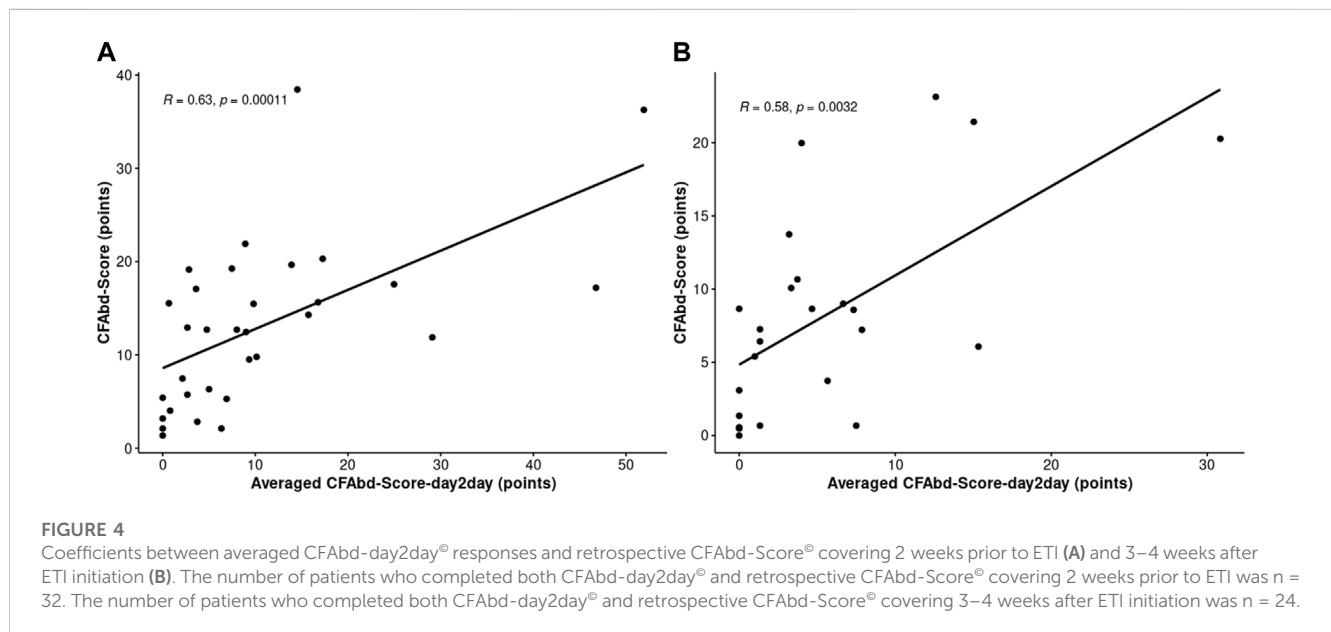 A
R = 0.63, p = 0.00011
CFAbd-Score (points)
40
30
20
10
0
0 10 20 30 40 50
Averaged CFAbd-Score-day2day (points)
B
R = 0.58, p = 0.0032
CFAbd-Score (points)
20
15
10
5
0
0 10 20 30
Averaged CFAbd-Score-day2day (points)
FIGURE 4
Coefficients between averaged CFAbd-day2day© responses and retrospective CFAbd-Score© covering 2 weeks prior to ETI (A) and 3–4 weeks after
ETI initiation (B). The number of patients who completed both CFAbd-day2day© and retrospective CFAbd-Score© covering 2 weeks prior to ETI was n =
32. The number of patients who completed both CFAbd-day2day© and retrospective CFAbd-Score© covering 3–4 weeks after ETI initiation was n = 24.